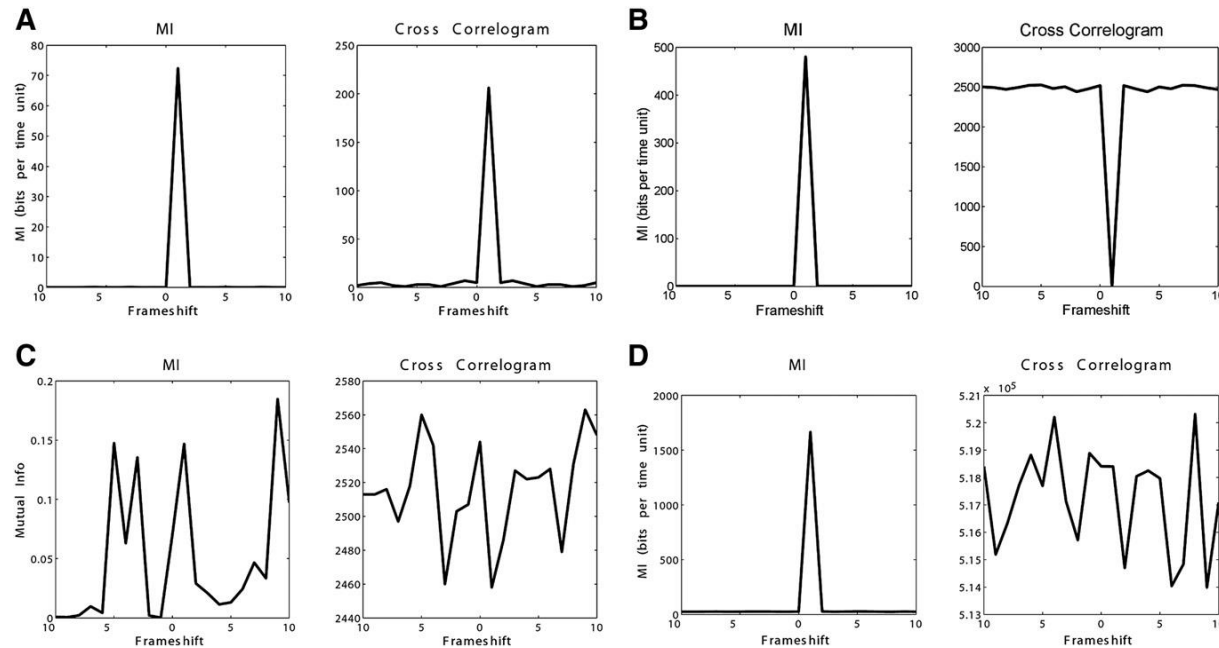 A
MI
MI (bits per time unit)
80
70
60
50
40
30
20
10
0
10 5 0 5 10
Frameshift
Cross Correlogram
250
200
150
100
50
0
10 5 0 5 10
Frameshift
B
MI
MI (bits per time unit)
500
400
300
200
100
0
10 5 0 5 10
Frameshift
Cross Correlogram
3000
2500
2000
1500
1000
500
0
10 5 0 5 10
Frameshift
C
MI
Mutual Info
0.2
0.15
0.1
0.05
0
10 5 0 5 10
Frameshift
Cross Correlogram
2580
2560
2540
2520
2500
2480
2460
2440
10 5 0 5 10
Frameshift
D
MI
MI (bits per time unit)
2000
1500
1000
500
0
10 5 0 5 10
Frameshift
Cross Correlogram
x 10⁵
5.21
5.2
5.19
5.18
5.17
5.16
5.15
5.14
5.13
10 5 0 5 10
Frameshift